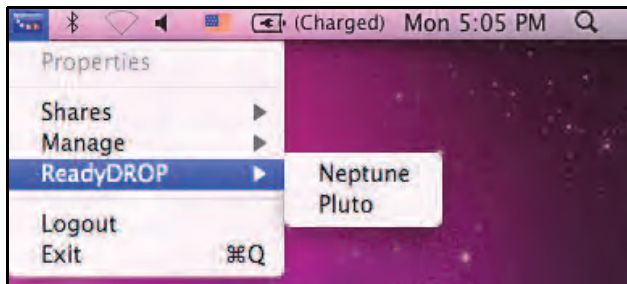 (Charged) Mon 5:05 PM
Properties
Shares
Manage
ReadyDROP
Neptune
Pluto
Logout
Exit ⌘Q